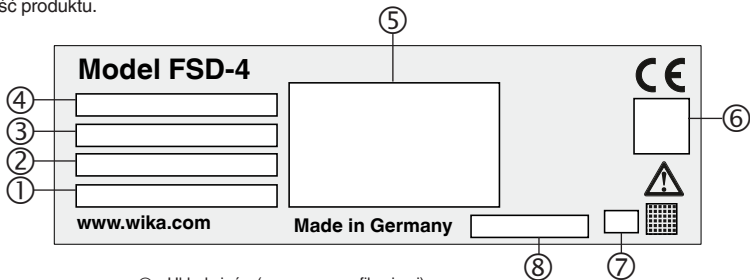 ść produktu.
⑤
Model FSD-4
CE
④
③
⑥
②
①
www.wika.com
Made in Germany
⑧
⑦